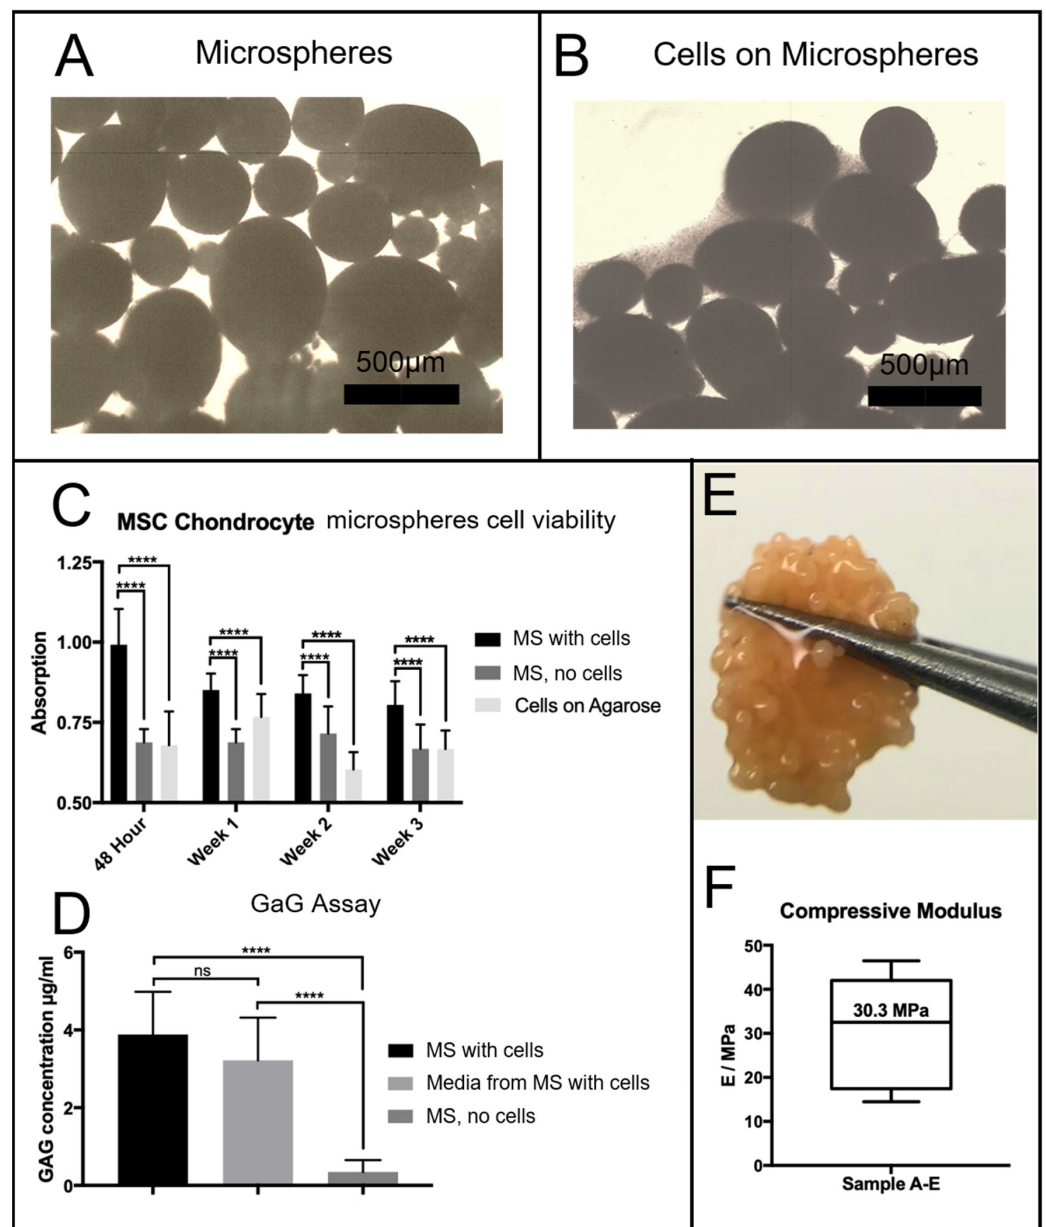 A
Microspheres
500µm
B
Cells on Microspheres
500µm
C
MSC Chondrocyte microspheres cell viability
Absorption
1.25
1.00
0.75
0.50
****
****
****
****
****
****
****
****
48 Hour
Week 1
Week 2
Week 3
MS with cells
MS, no cells
Cells on Agarose
D
GaG Assay
GAG concentration µg/ml
6
4
2
0
****
ns
****
MS with cells
Media from MS with cells
MS, no cells
E
F
Compressive Modulus
E / MPa
50
40
30
20
10
0
30.3 MPa
Sample A-E